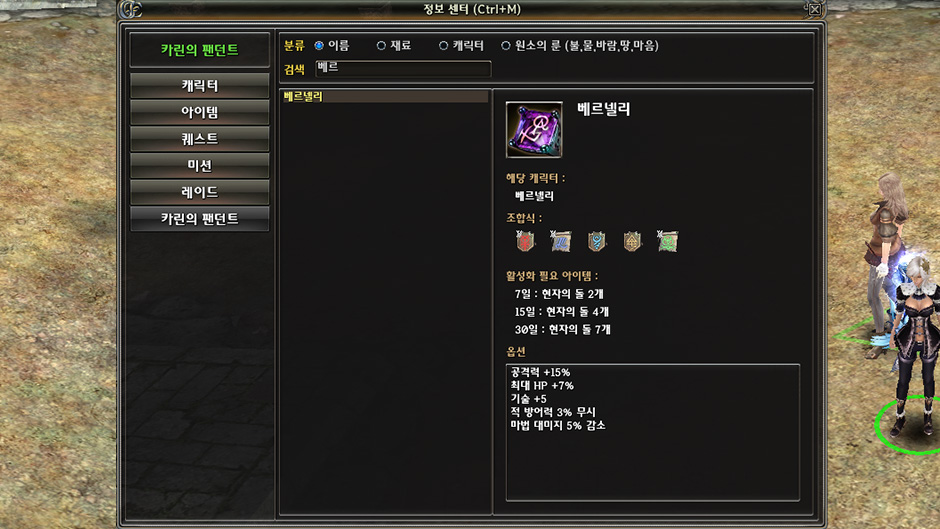 정보 센터 (Ctrl+M)
카린의 팬던트
캐릭터
아이템
퀘스트
미션
레이드
카린의 팬던트
분류 이름 재료 캐릭터 원소의 룬 (불,물,바람,땅,마음)
검색 베르
베르넬리
베르넬리
해당 캐릭터 :
베르넬리
조합식 :
활성화 필요 아이템 :
7일 : 현자의 돌 2개
15일 : 현자의 돌 4개
30일 : 현자의 돌 7개
옵션
공격력 +15%
최대 HP +7%
기술 +5
적 방어력 3% 무시
마법 대미지 5% 감소